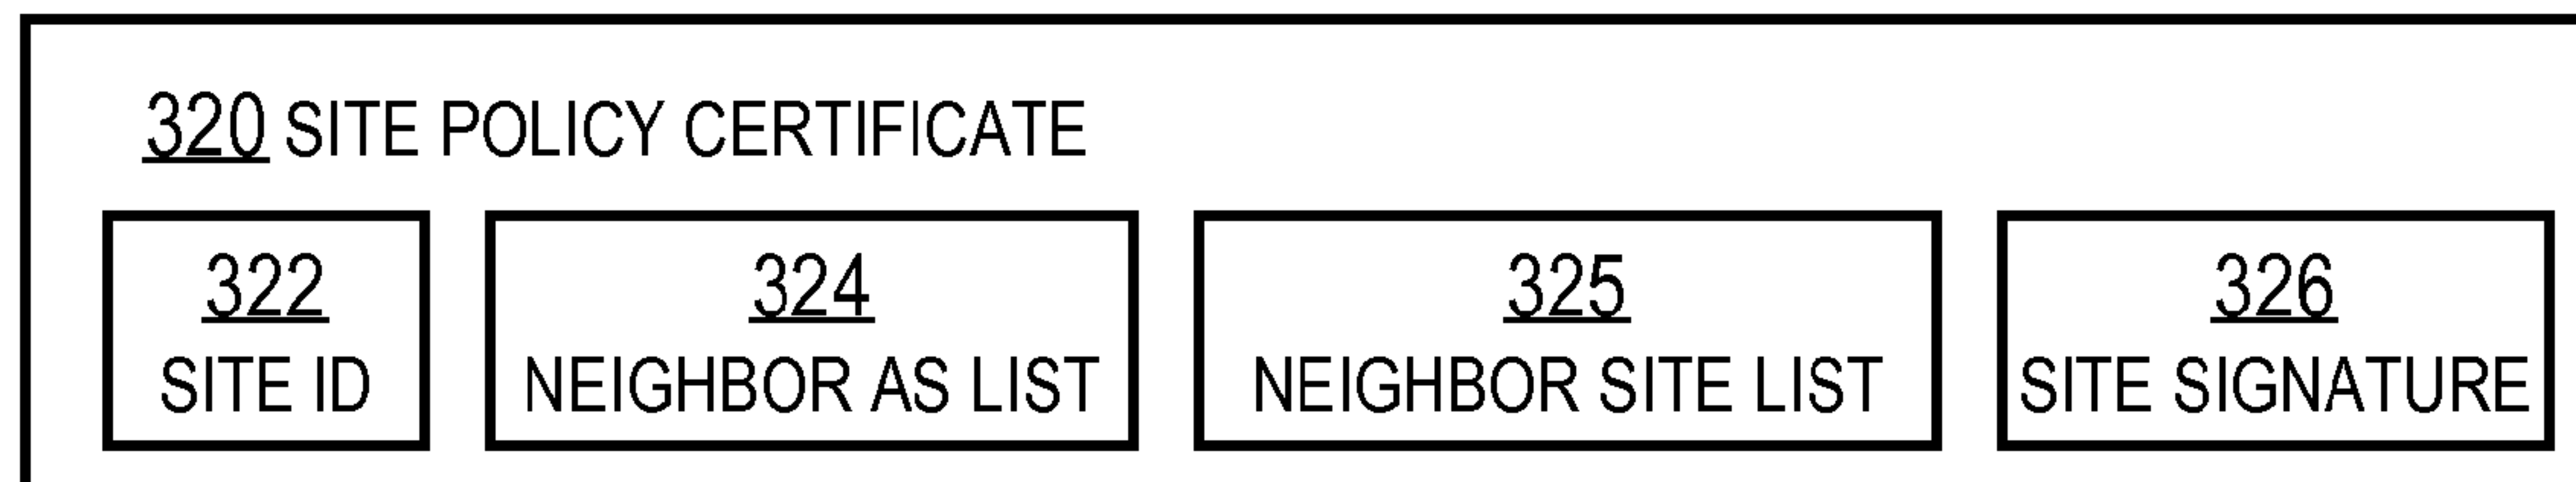 320 SITE POLICY CERTIFICATE
322
SITE ID
324
NEIGHBOR AS LIST
325
NEIGHBOR SITE LIST
326
SITE SIGNATURE